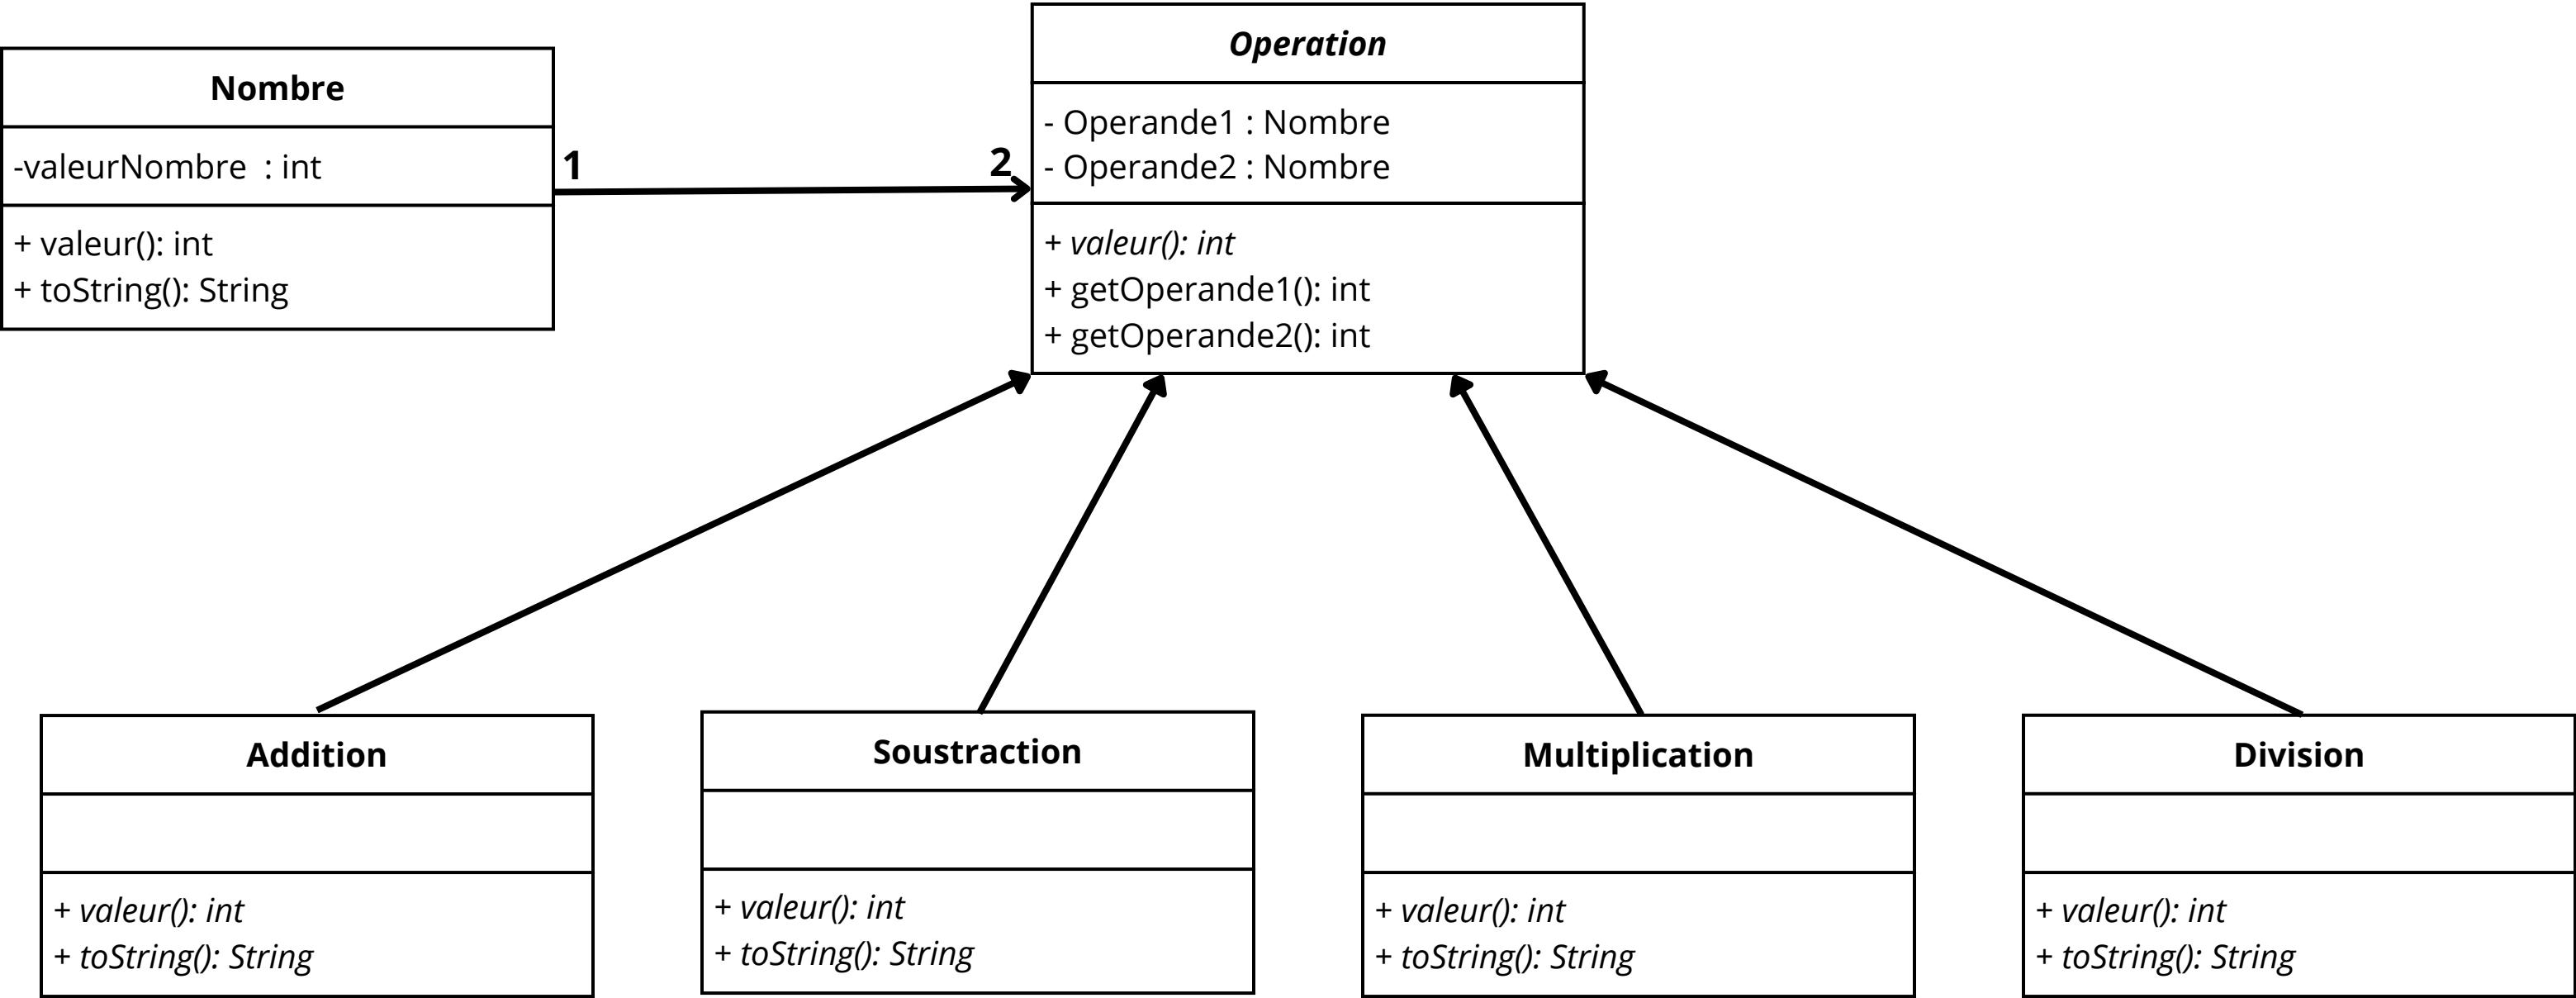 Nombre
-valeurNombre  : int
+ valeur(): int
+ toString(): String
1
2
Operation
- Operande1 : Nombre
- Operande2 : Nombre
+ valeur(): int
+ getOperande1(): int
+ getOperande2(): int
Addition
+ valeur(): int
+ toString(): String
Soustraction
+ valeur(): int
+ toString(): String
Multiplication
+ valeur(): int
+ toString(): String
Division
+ valeur(): int
+ toString(): String